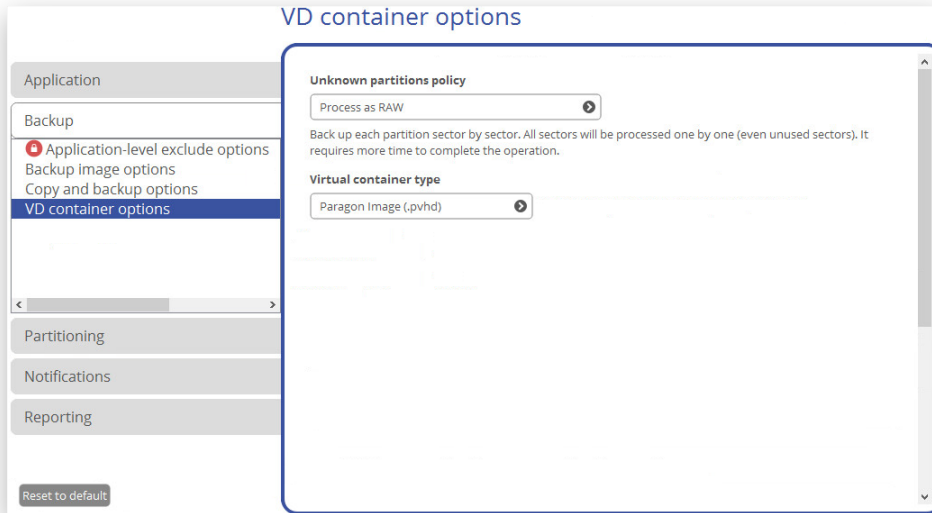 VD container options
Application
Backup
Application-level exclude options
Backup image options
Copy and backup options
VD container options
Partitioning
Notifications
Reporting
Reset to default
Unknown partitions policy
Process as RAW
Back up each partition sector by sector. All sectors will be processed one by one (even unused sectors). It
requires more time to complete the operation.
Virtual container type
Paragon Image (.pvhd)